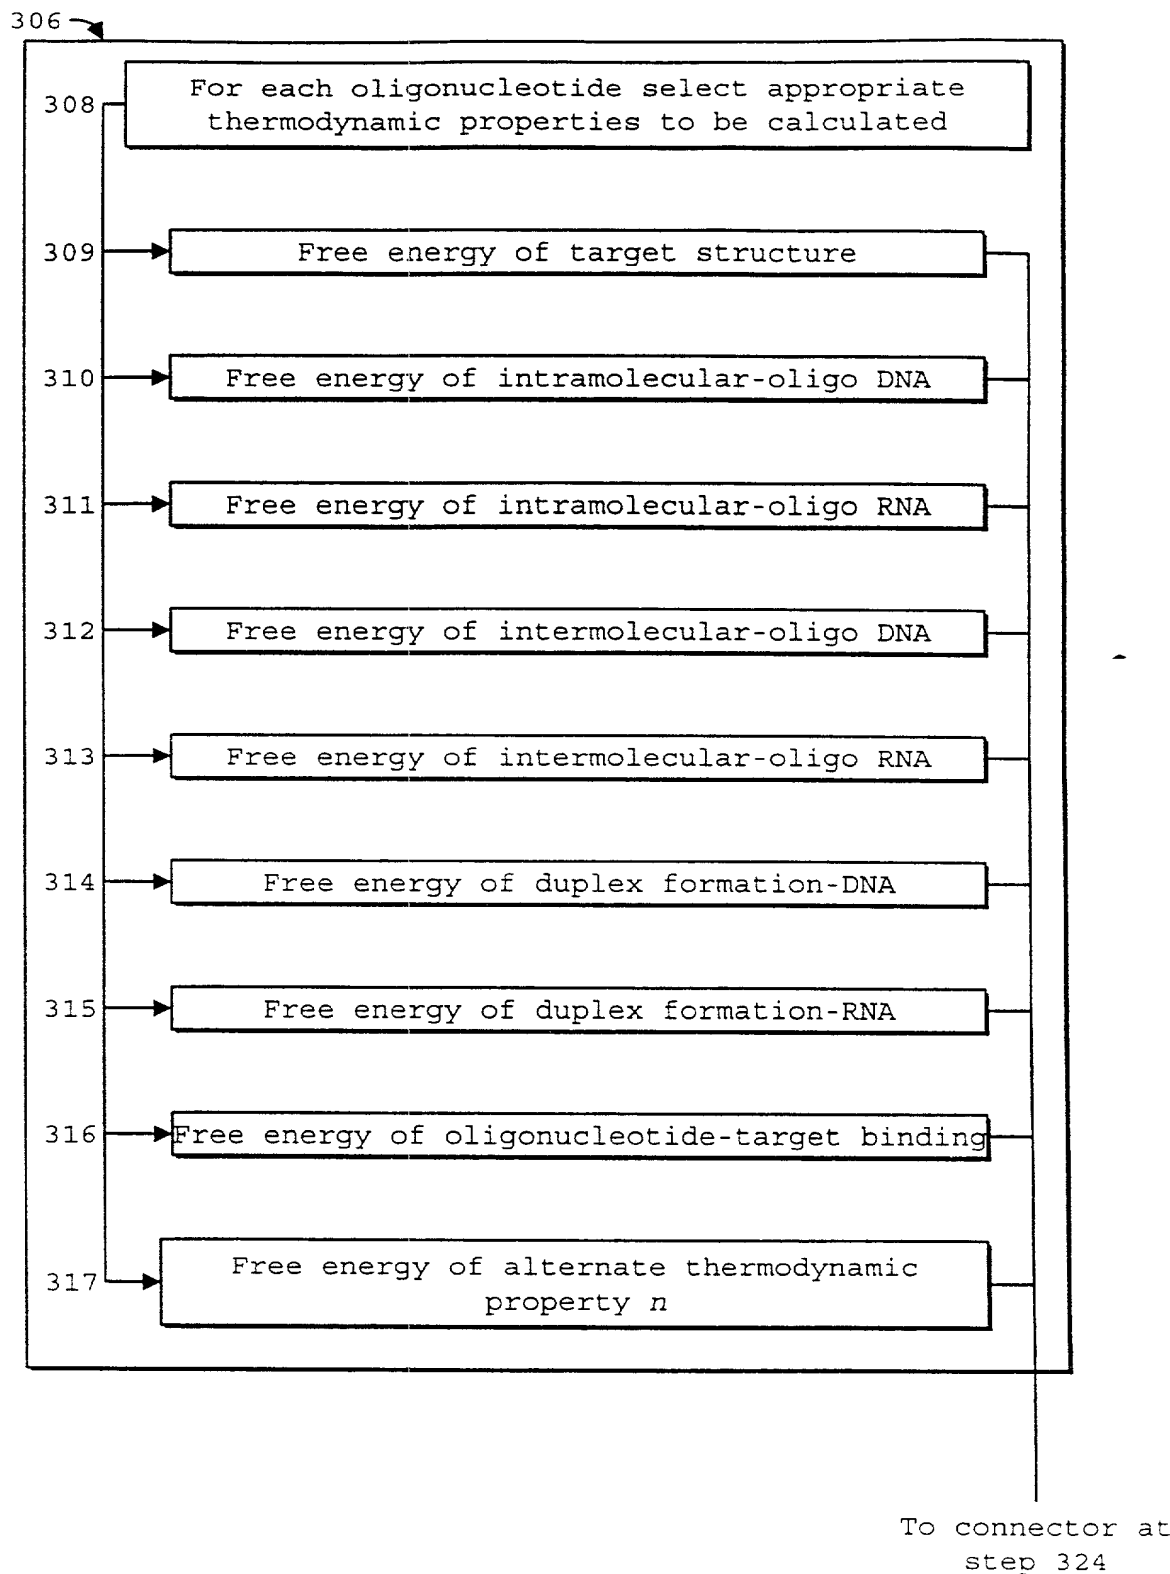 306
308
For each oligonucleotide select appropriate
thermodynamic properties to be calculated
309
Free energy of target structure
310
Free energy of intramolecular-oligo DNA
311
Free energy of intramolecular-oligo RNA
312
Free energy of intermolecular-oligo DNA
313
Free energy of intermolecular-oligo RNA
314
Free energy of duplex formation-DNA
315
Free energy of duplex formation-RNA
316
Free energy of oligonucleotide-target binding
317
Free energy of alternate thermodynamic
property n
To connector at
step 324